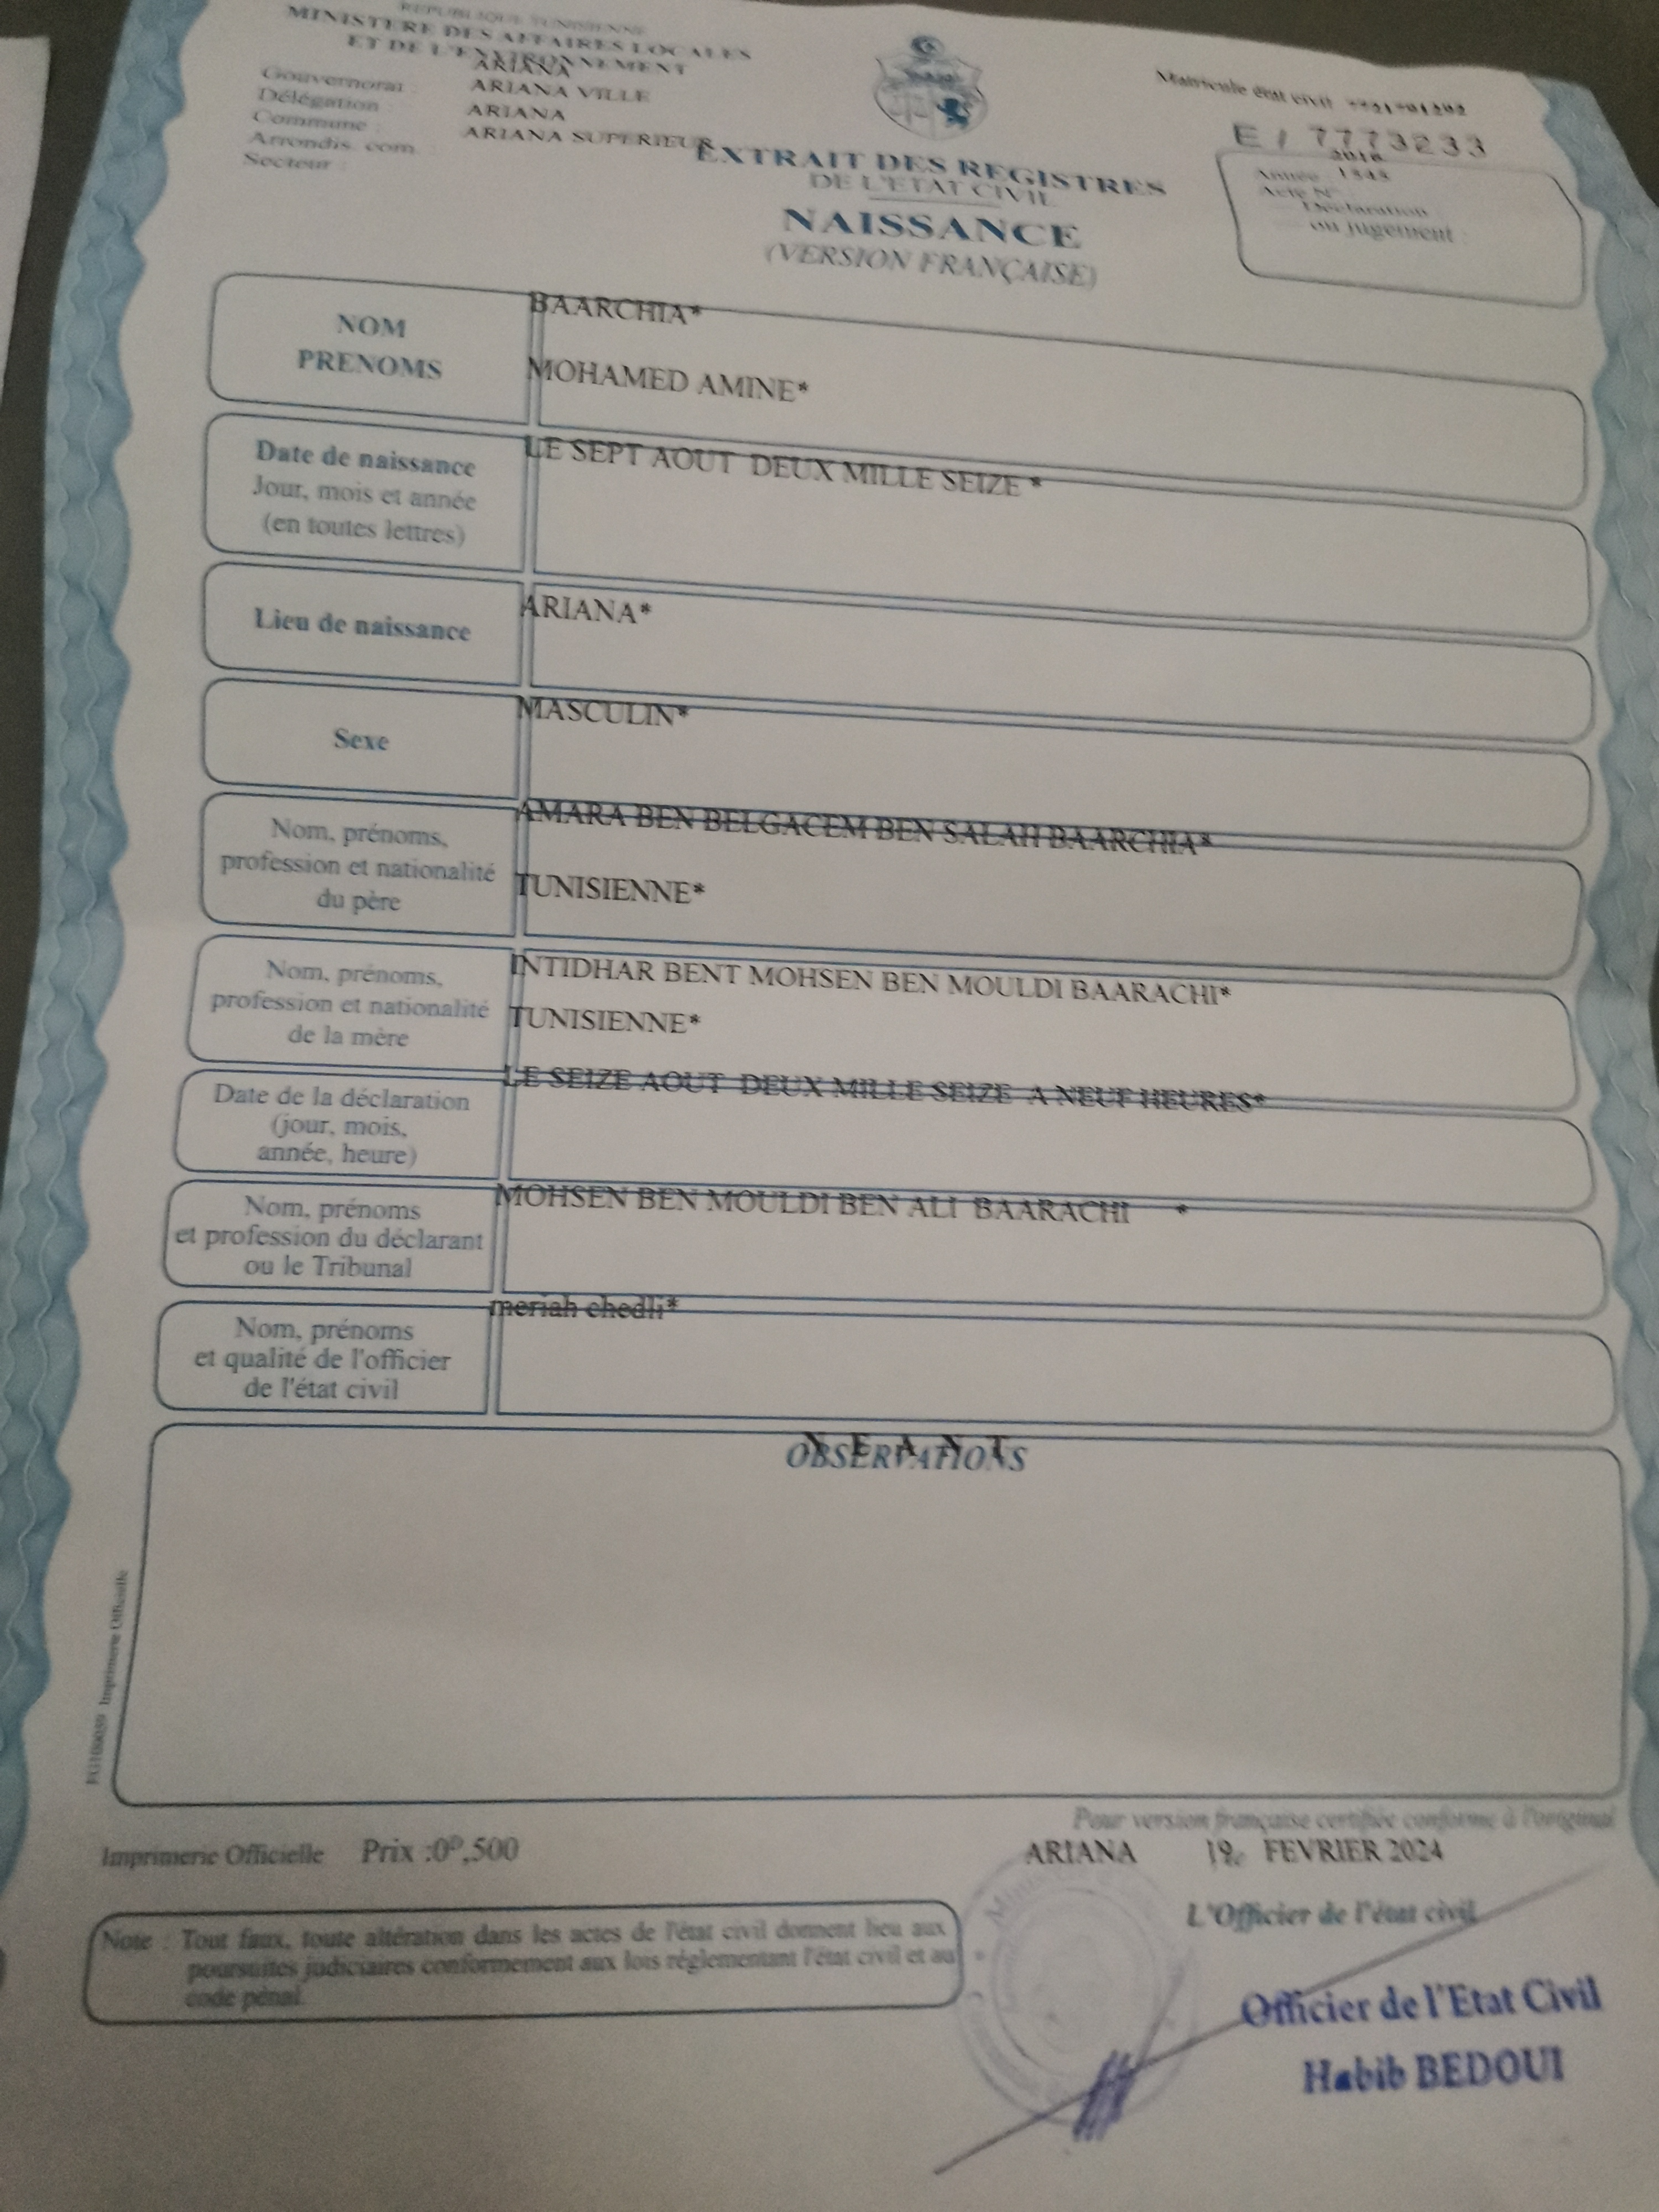 REPUBLIQUE TUNISIENNE
MINISTERE DES AFFAIRES LOCALES
ET DE L'ENVIRONNEMENT
Gouvernorat : ARIANA
Délégation : ARIANA VILLE
Commune : ARIANA
Arrondis. com. : ARIANA SUPERIEUR
Secteur :
Matricule état civil
E / 7773233
Année 2016
Acte N°
Déclaration
ou jugement :
EXTRAIT DES REGISTRES
DE L'ETAT CIVIL
NAISSANCE
(VERSION FRANÇAISE)
NOM
BAARCHIA*
PRENOMS
MOHAMED AMINE*
Date de naissance
Jour, mois et année
(en toutes lettres)
LE SEPT AOUT DEUX MILLE SEIZE *
Lieu de naissance
ARIANA*
Sexe
MASCULIN*
Nom, prénoms,
profession et nationalité
du père
AMARA BEN BELGACEM BEN SALAH BAARCHIA*
TUNISIENNE*
Nom, prénoms,
profession et nationalité
de la mère
INTIDHAR BENT MOHSEN BEN MOULDI BAARACHI*
TUNISIENNE*
Date de la déclaration
(jour, mois,
année, heure)
LE SEIZE AOUT DEUX MILLE SEIZE A NEUF HEURES*
Nom, prénoms
et profession du déclarant
ou le Tribunal
MOHSEN BEN MOULDI BEN ALI BAARACHI *
Nom, prénoms
et qualité de l'officier
de l'état civil
meriah chedli*
OBSERVATIONS
N E A N T
Imprimerie Officielle
Pour version française certifiée conforme à l'original
Imprimerie Officielle Prix :0D,500
ARIANA 19 FEVRIER 2024
L'Officier de l'état civil
Note : Tout faux, toute altération dans les actes de l'état civil donnent lieu aux
poursuites judiciaires conformement aux lois réglementant l'état civil et au
code pénal.
Officier de l'Etat Civil
Habib BEDOUI